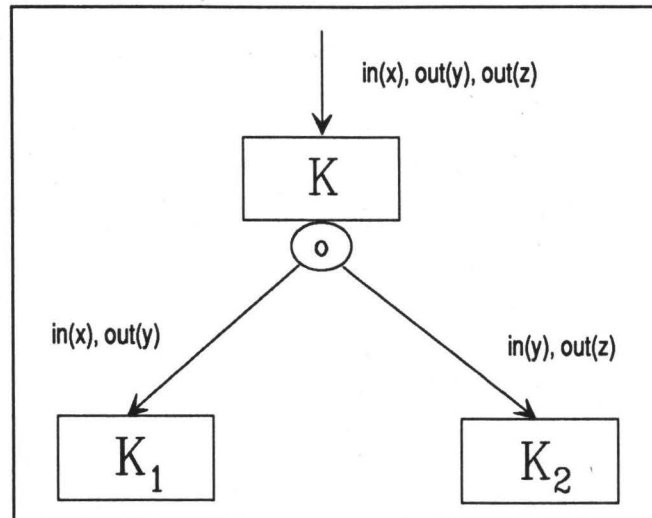 in(x), out(y), out(z)
K
o
in(x), out(y)
in(y), out(z)
K₁
K₂